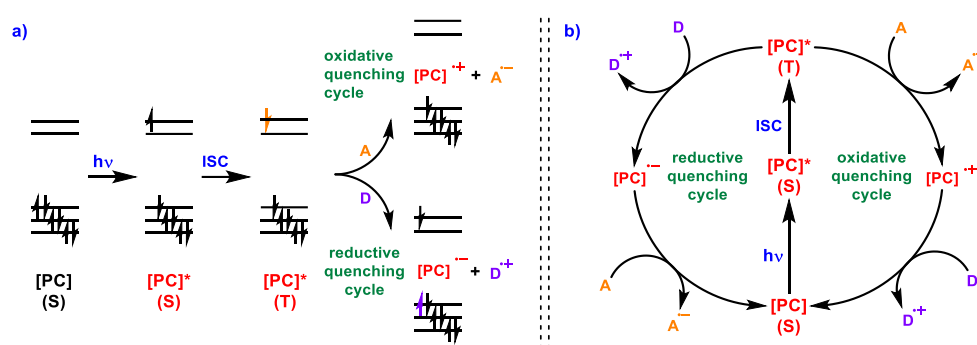 a)
oxidative
quenching
cycle
[PC]•+ + A•−
hν
ISC
A
D
reductive
quenching
cycle
[PC]•− + D•+
[PC]
(S)
[PC]*
(S)
[PC]*
(T)
b)
D
D•+
[PC]*
(T)
A
A•−
ISC
[PC]•−
reductive
quenching
cycle
[PC]*
(S)
oxidative
quenching
cycle
[PC]•+
hν
A
A•−
[PC]
(S)
D
D•+